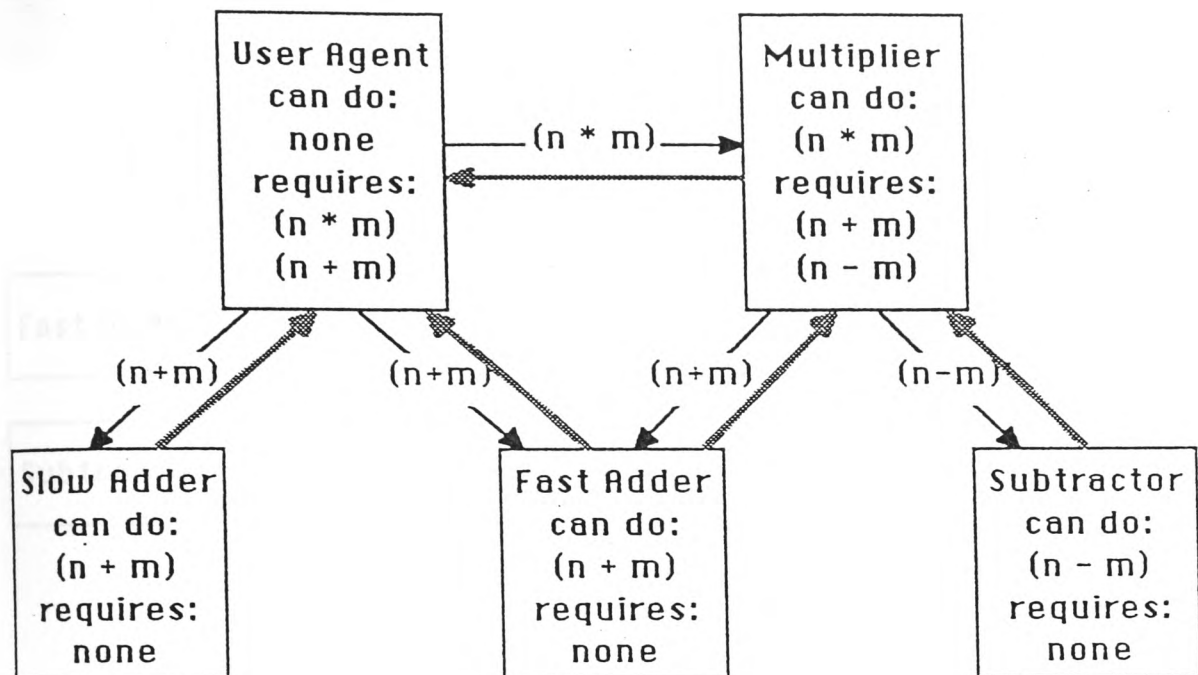 User Agent
can do:
none
requires:
(n * m)
(n + m)
(n * m)
Multiplier
can do:
(n * m)
requires:
(n + m)
(n - m)
(n+m)
(n+m)
(n+m)
(n-m)
Slow Adder
can do:
(n + m)
requires:
none
Fast Adder
can do:
(n + m)
requires:
none
Subtractor
can do:
(n - m)
requires:
none